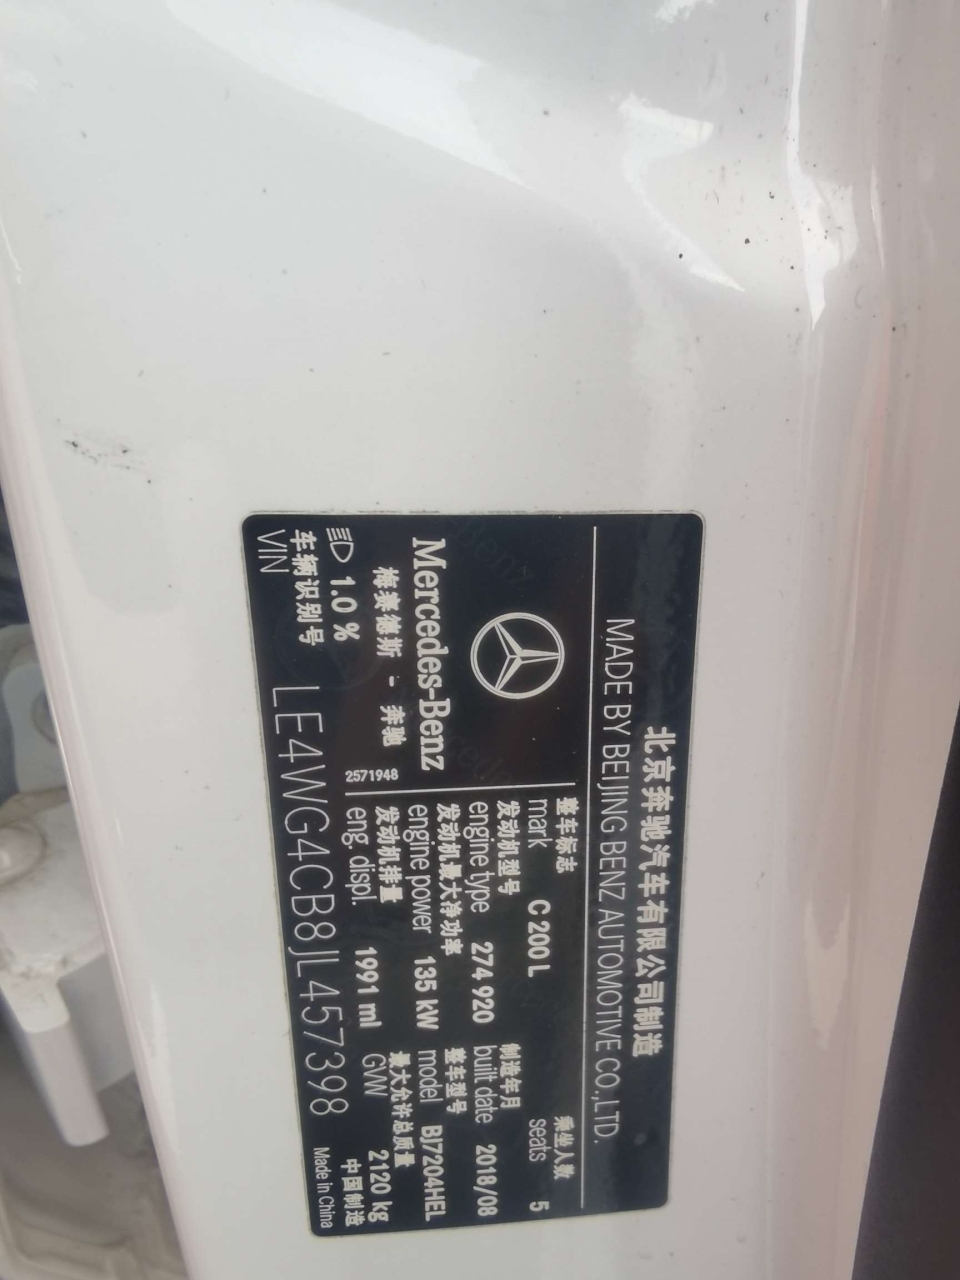 北京奔驰汽车有限公司制造
MADE BY BEIJING BENZ AUTOMOTIVE CO.,LTD.
Mercedes-Benz
梅赛德斯 - 奔驰
2571948
整车标志
mark C 200 L
乘坐人数
seats 5
发动机型号
engine type 274 920
制造年月
built date 2018/08
发动机最大净功率
engine power 135 kW
整车型号
model BJ7204HEL
发动机排量
eng. displ. 1991 ml
最大允许总质量
GVW 2120 kg
1.0 %
车辆识别号
VIN LE4WG4CB8JL457398
中国制造
Made in China